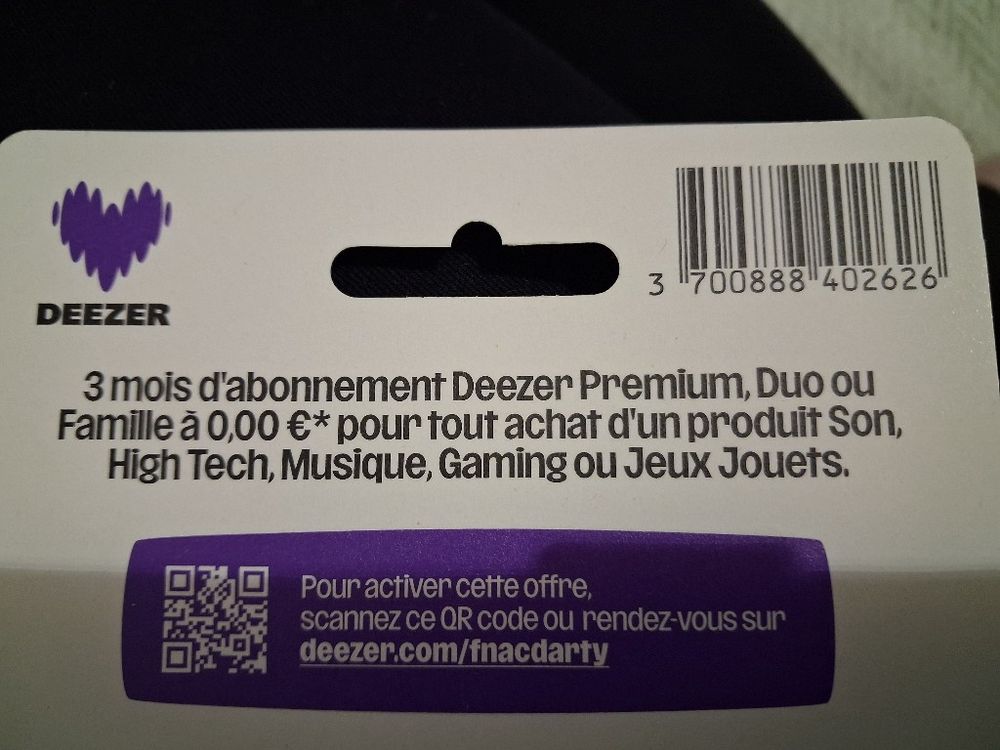 DEEZER
3 700888 402626
3 mois d'abonnement Deezer Premium, Duo ou
Famille à 0,00 €* pour tout achat d'un produit Son,
High Tech, Musique, Gaming ou Jeux Jouets.
Pour activer cette offre,
scannez ce QR code ou rendez-vous sur
deezer.com/fnacdarty